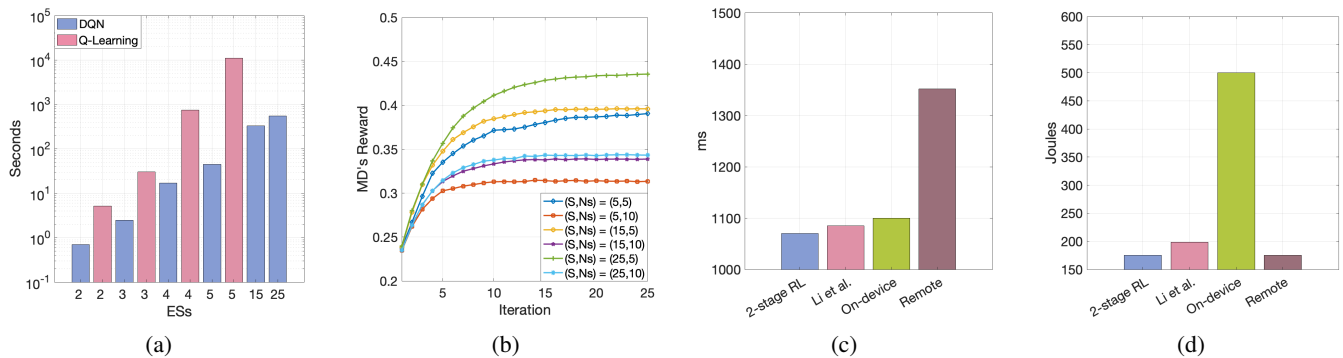 10^5
10^4
10^3
10^2
10^1
10^0
10^-1
Seconds
DQN
Q-Learning
2 2 3 3 4 4 5 5 15 25
ESs
(a)
0.5
0.45
0.4
0.35
0.3
0.25
0.2
MD's Reward
(S,Ns) = (5,5)
(S,Ns) = (5,10)
(S,Ns) = (15,5)
(S,Ns) = (15,10)
(S,Ns) = (25,5)
(S,Ns) = (25,10)
5 10 15 20 25
Iteration
(b)
1500
1400
1300
1200
1100
1000
ms
2-stage RL
Li et al.
On-device
Remote
(c)
600
550
500
450
400
350
300
250
200
150
Joules
2-stage RL
Li et al.
On-device
Remote
(d)